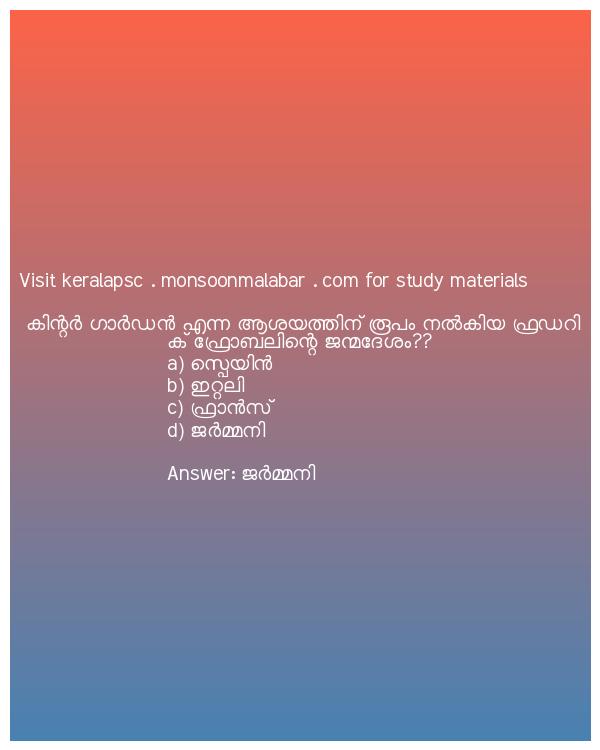 Visit keralapsc . monsoonmalabar . com for study materials
കിന്റർ ഗാർഡൻ എന്ന ആശയത്തിന് രൂപം നൽകിയ ഫ്രഡറി
ക് ഫ്രോബലിന്റെ ജന്മദേശം??
a) സ്പെയിൻ
b) ഇറ്റലി
c) ഫ്രാൻസ്
d) ജർമ്മനി
Answer: ജർമ്മനി